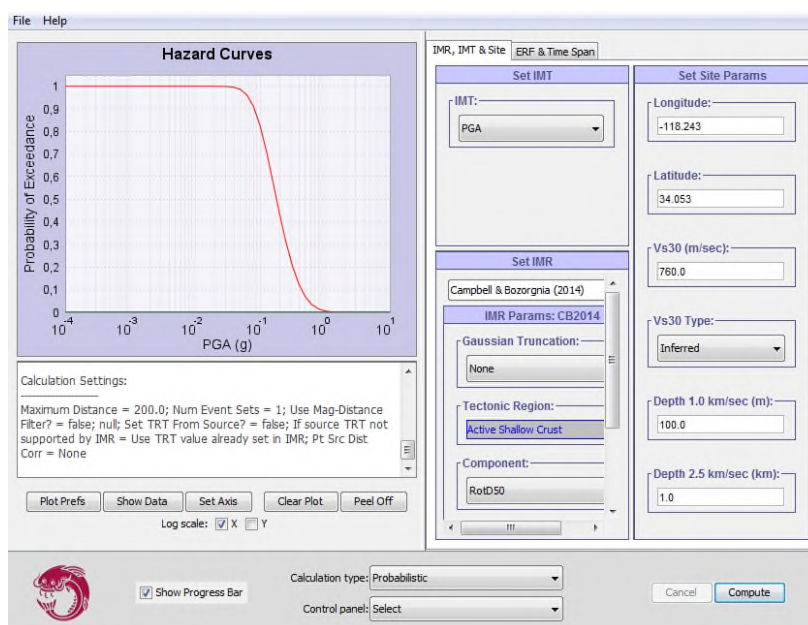 File Help
Hazard Curves
Probability of Exceedance
1
0,9
0,8
0,7
0,6
0,5
0,4
0,3
0,2
0,1
0
10-4 10-3 10-2 10-1 100 101
PGA (g)
Calculation Settings:
---------------
Maximum Distance = 200.0; Num Event Sets = 1; Use Mag-Distance
Filter? = false; null; Set TRT From Source? = false; If source TRT not
supported by IMR = Use TRT value already set in IMR; Pt Src Dist
Corr = None
Plot Prefs Show Data Set Axis Clear Plot Peel Off
Log scale: X Y
IMR, IMT & Site ERF & Time Span
Set IMT
IMT:
PGA
Set IMR
Campbell & Bozorgnia (2014)
IMR Params: CB2014
Gaussian Truncation:
None
Tectonic Region:
Active Shallow Crust
Component:
RotD50
Set Site Params
Longitude:
-118.243
Latitude:
34.053
Vs30 (m/sec):
760.0
Vs30 Type:
Inferred
Depth 1.0 km/sec (m):
100.0
Depth 2.5 km/sec (km):
1.0
Show Progress Bar
Calculation type: Probabilistic
Control panel: Select
Cancel Compute